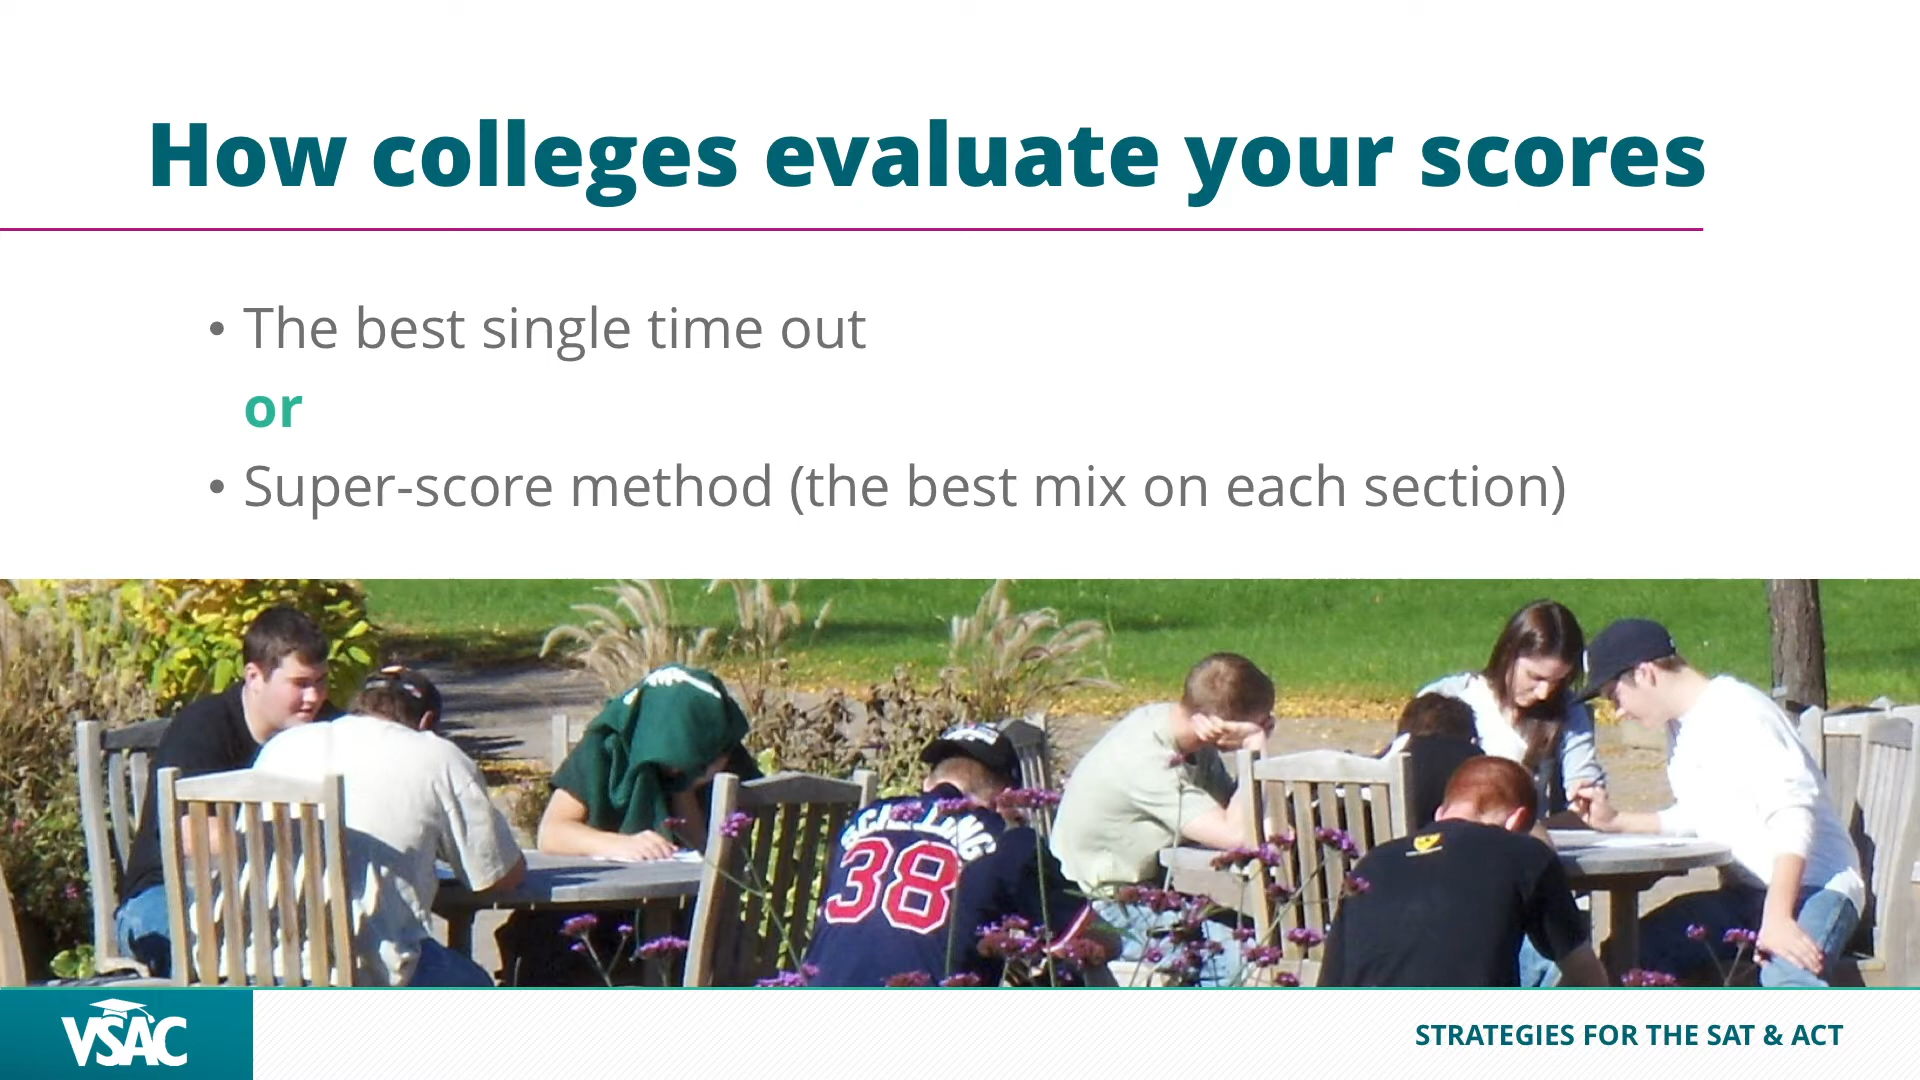 How colleges evaluate your scores
• The best single time out
or
• Super-score method (the best mix on each section)
38
VSAC
STRATEGIES FOR THE SAT & ACT